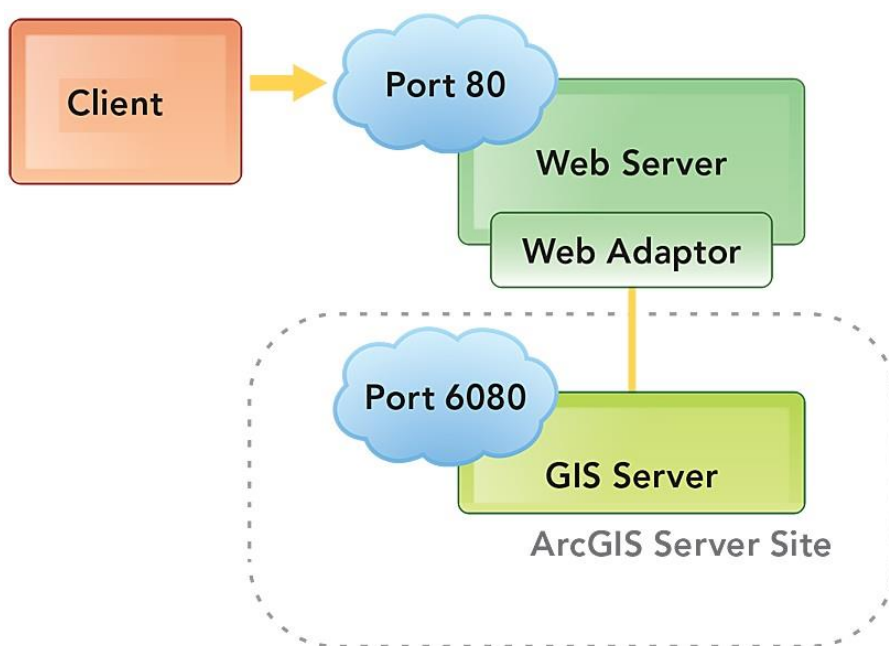 Client
Port 80
Web Server
Web Adaptor
Port 6080
GIS Server
ArcGIS Server Site